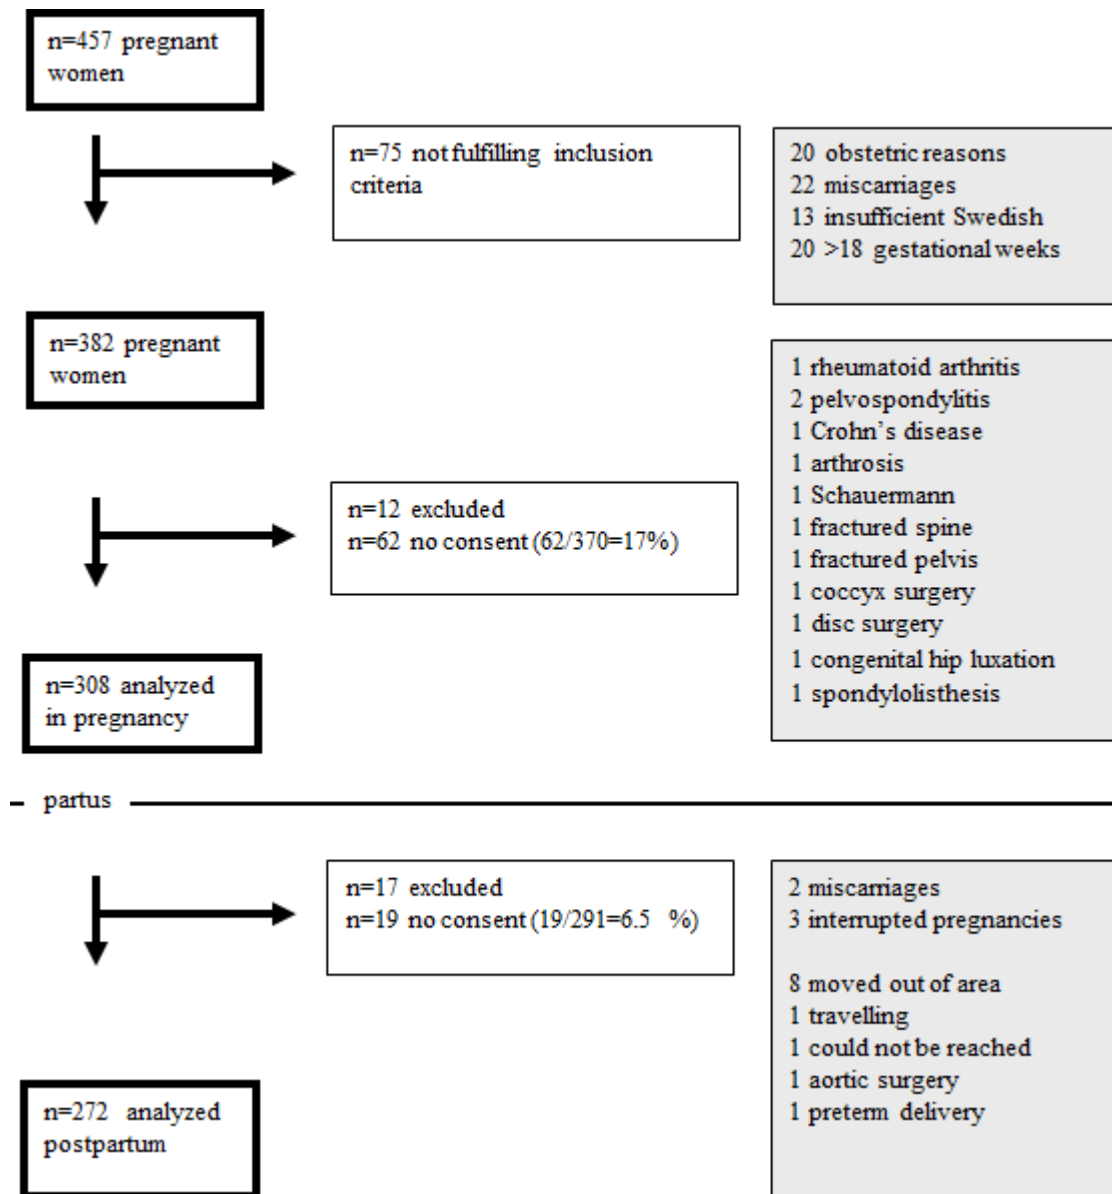 n=457 pregnant
women
n=75 not fulfilling inclusion
criteria
20 obstetric reasons
22 miscarriages
13 insufficient Swedish
20 >18 gestational weeks
n=382 pregnant
women
n=12 excluded
n=62 no consent (62/370=17%)
1 rheumatoid arthritis
2 pelvospondylitis
1 Crohn’s disease
1 arthrosis
1 Schauermann
1 fractured spine
1 fractured pelvis
1 coccyx surgery
1 disc surgery
1 congenital hip luxation
1 spondylolisthesis
n=308 analyzed
in pregnancy
partus
n=17 excluded
n=19 no consent (19/291=6.5 %)
2 miscarriages
3 interrupted pregnancies
8 moved out of area
1 travelling
1 could not be reached
1 aortic surgery
1 preterm delivery
n=272 analyzed
postpartum